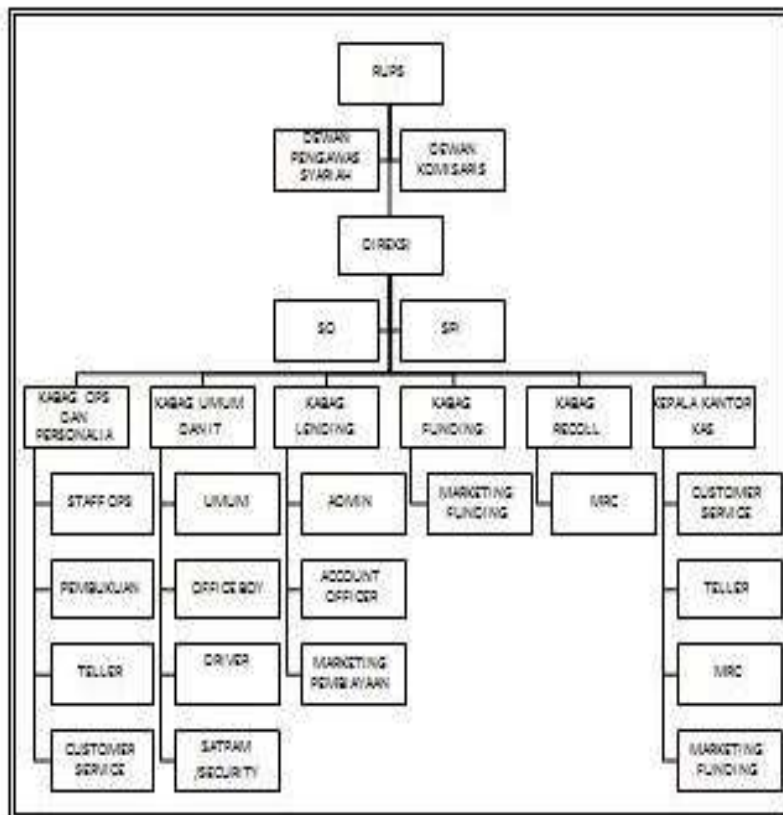 RUPS
DEWAN
PENGAWAS
SYARIAH
DEWAN
KOMISARIS
DIREKSI
SO
SPI
KABAG OPS
DAN
PERSONALIA
KABAG UMUM
DAN IT
KABAG
LENDING
KABAG
FUNDING
KABAG
RECOLL
KEPALA KANTOR
KAS
STAFF OPS
UMUM
ADMIN
MARKETING
FUNDING
MRC
CUSTOMER
SERVICE
PEMBUKUAN
OFFICE BOY
ACCOUNT
OFFICER
TELLER
TELLER
DRIVER
MARKETING
PEMBIAYAAN
MRC
CUSTOMER
SERVICE
SATPAM
/SECURITY
MARKETING
FUNDING